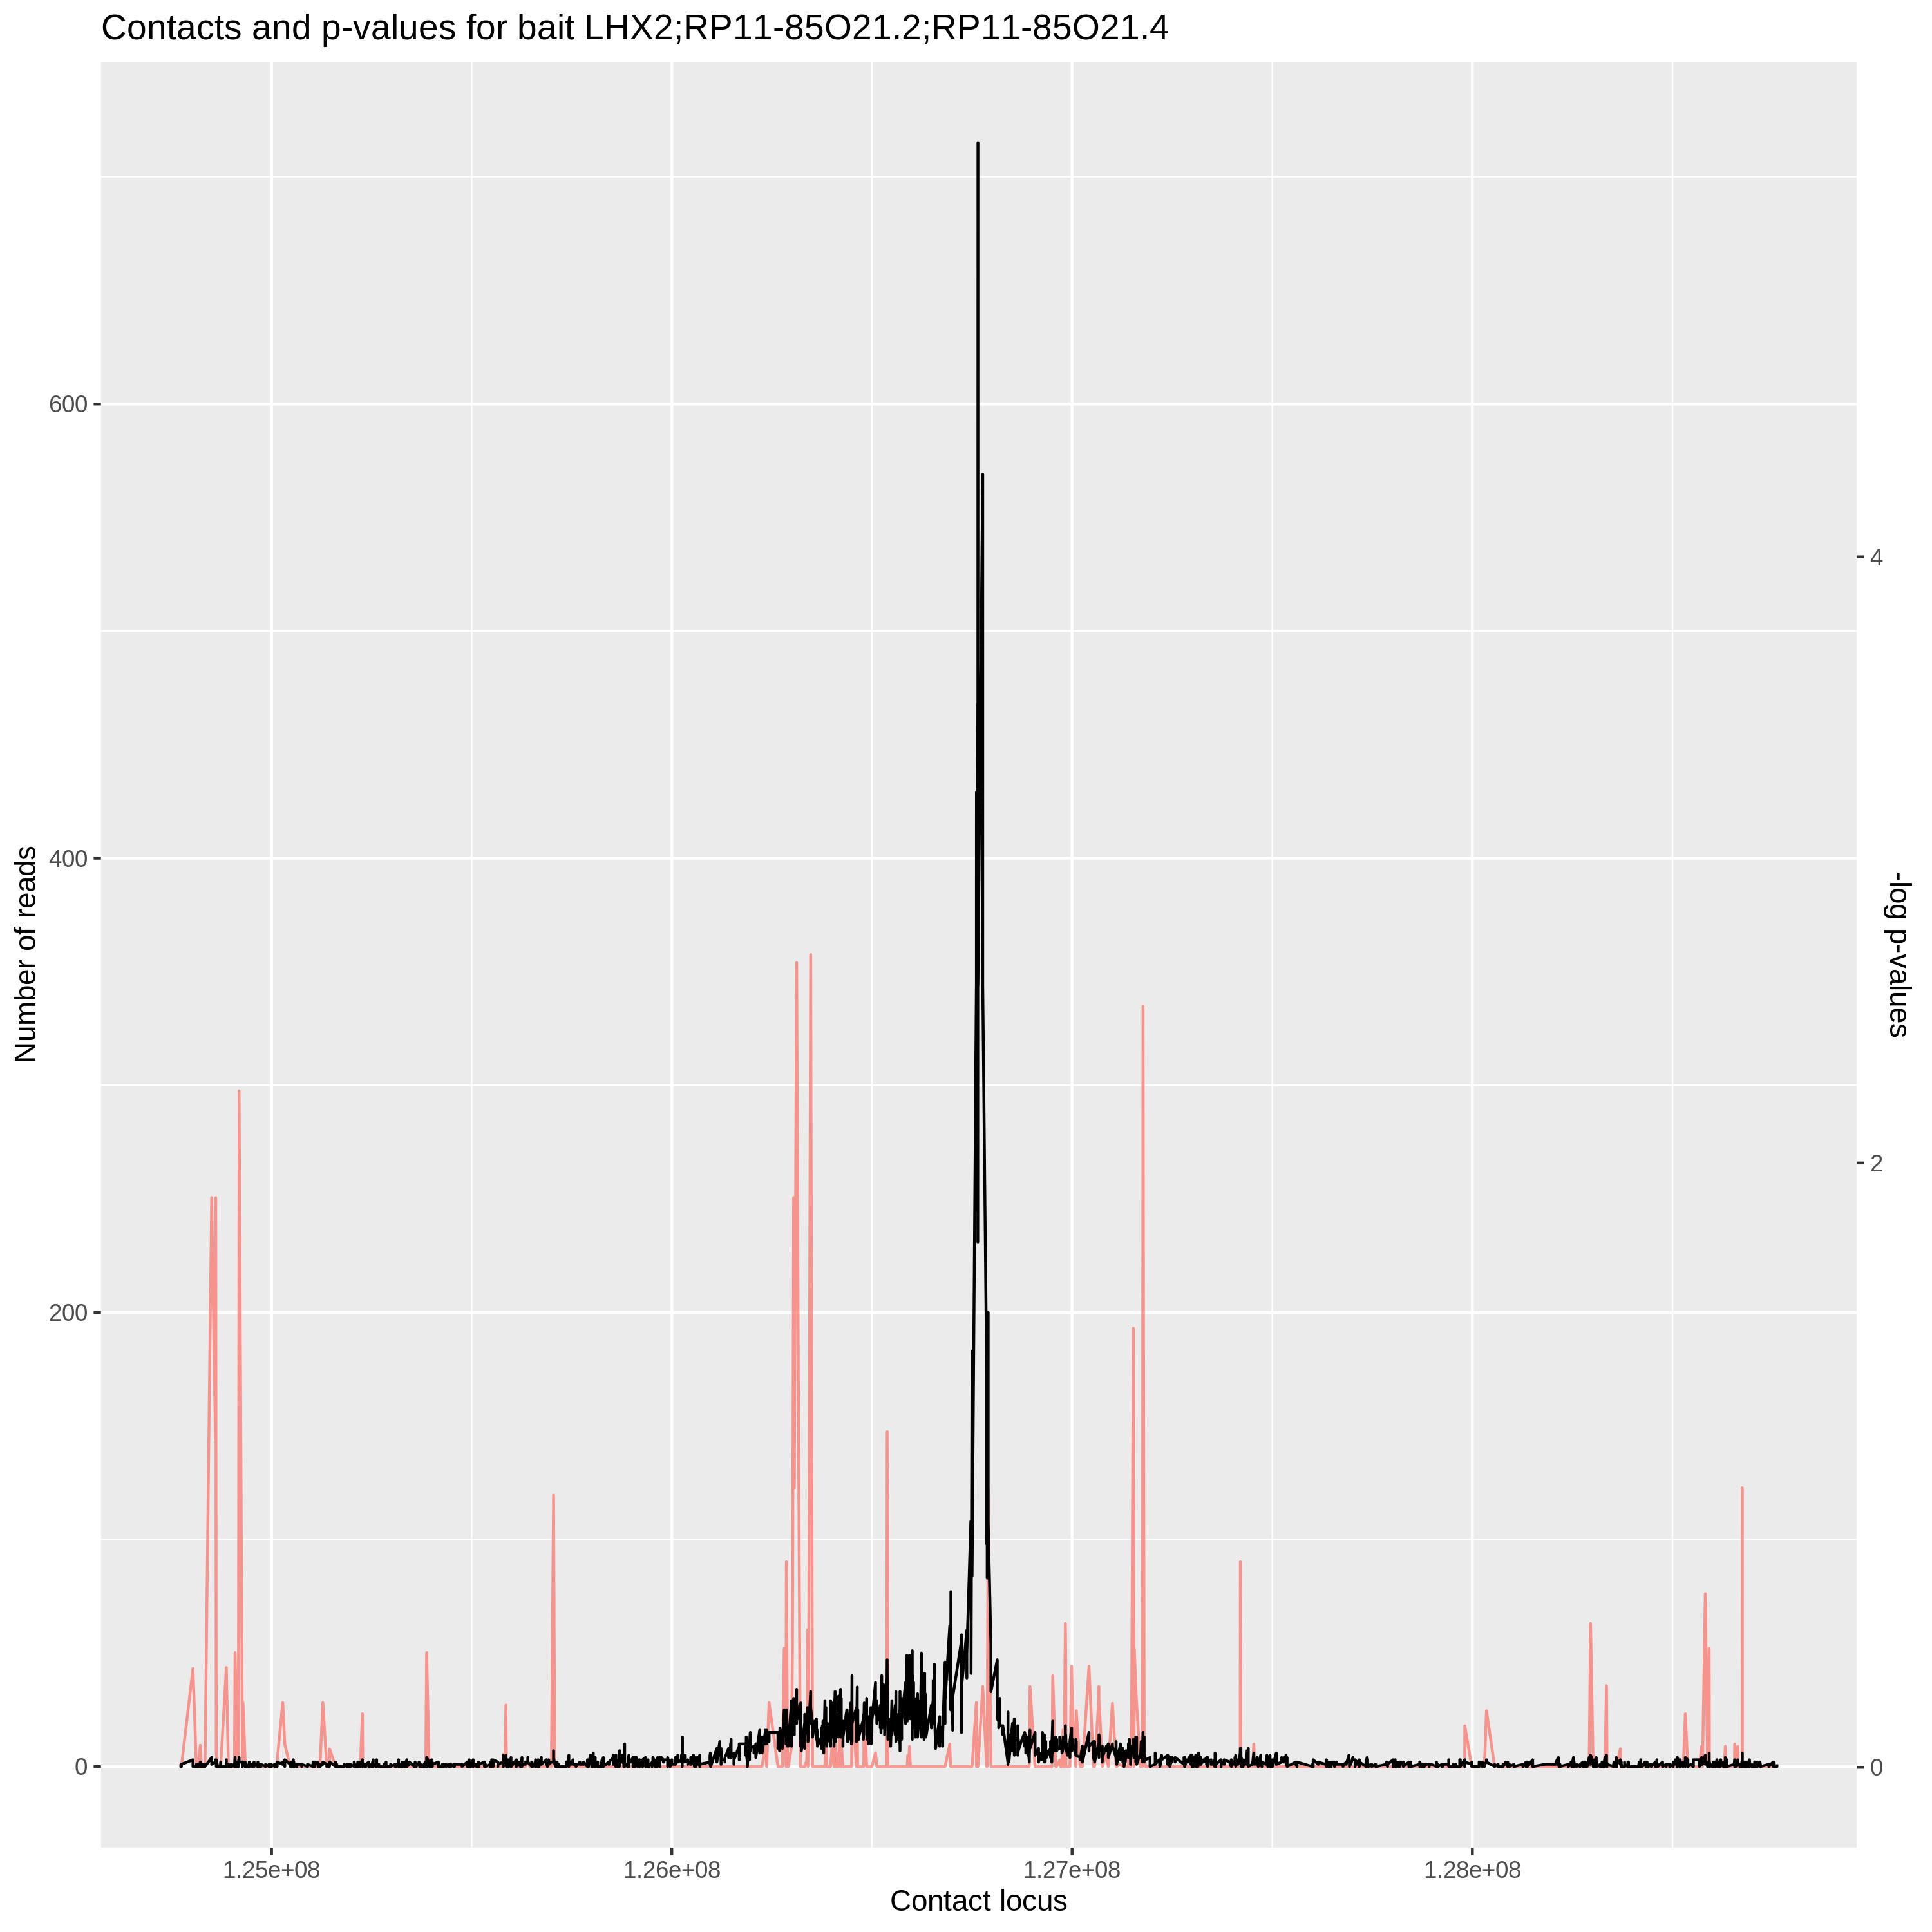 Contacts and p-values for bait LHX2;RP11-85O21.2;RP11-85O21.4
600
400
200
0
Number of reads
4
2
0
-log p-values
1.25e+08
1.26e+08
1.27e+08
1.28e+08
Contact locus